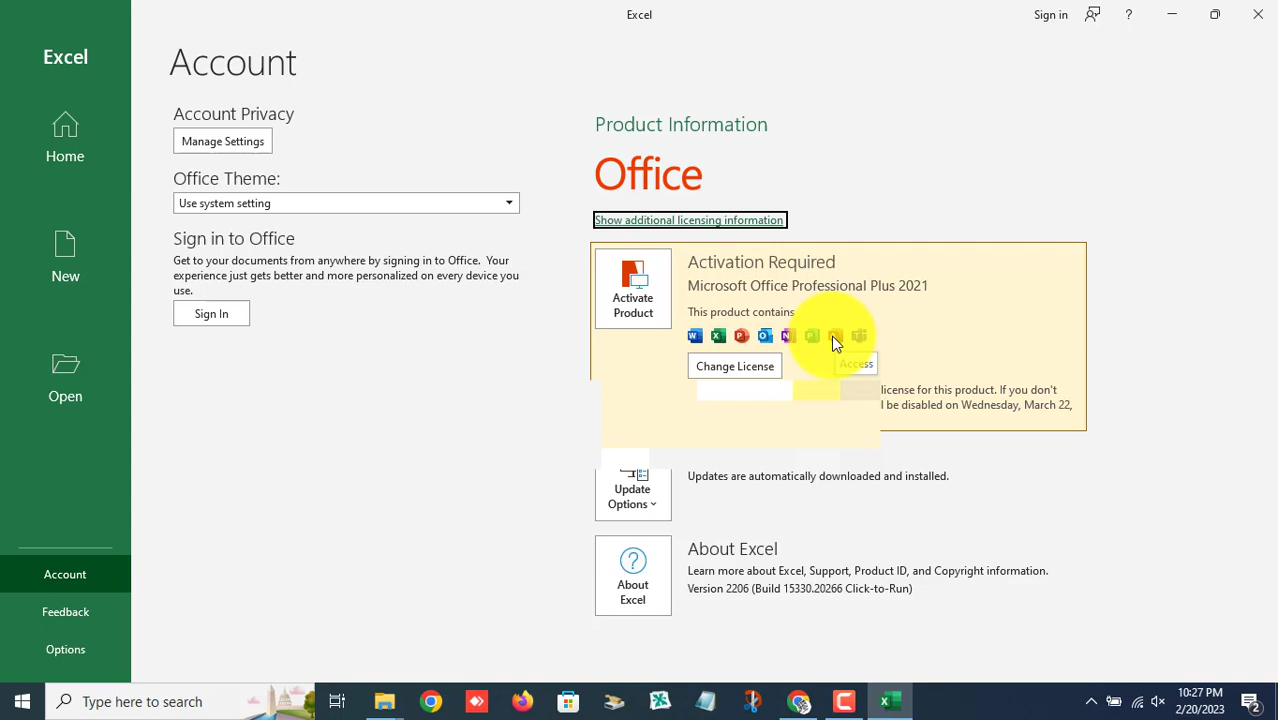 Excel
Sign in
?
Excel
Account
Home
New
Open
Account
Feedback
Options
Account Privacy
Manage Settings
Office Theme:
Use system setting
Sign in to Office
Get to your documents from anywhere by signing in to Office. Your
experience just gets better and more personalized on every device you
use.
Sign In
Product Information
Office
Show additional licensing information
Activate
Product
Activation Required
Microsoft Office Professional Plus 2021
This product contains
Change License
Access
license for this product. If you don't
l be disabled on Wednesday, March 22,
Update
Options
Updates are automatically downloaded and installed.
About
Excel
About Excel
Learn more about Excel, Support, Product ID, and Copyright information.
Version 2206 (Build 15330.20266 Click-to-Run)
Type here to search
10:27 PM
2/20/2023
2